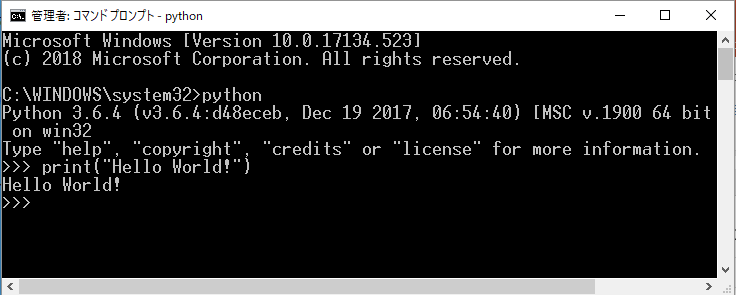 管理者: コマンド プロンプト - python
Microsoft Windows [Version 10.0.17134.523]
(c) 2018 Microsoft Corporation. All rights reserved.
C:\WINDOWS\system32>python
Python 3.6.4 (v3.6.4:d48eceb, Dec 19 2017, 06:54:40) [MSC v.1900 64 bit
 on win32
Type "help", "copyright", "credits" or "license" for more information.
>>> print("Hello World!")
Hello World!
>>>